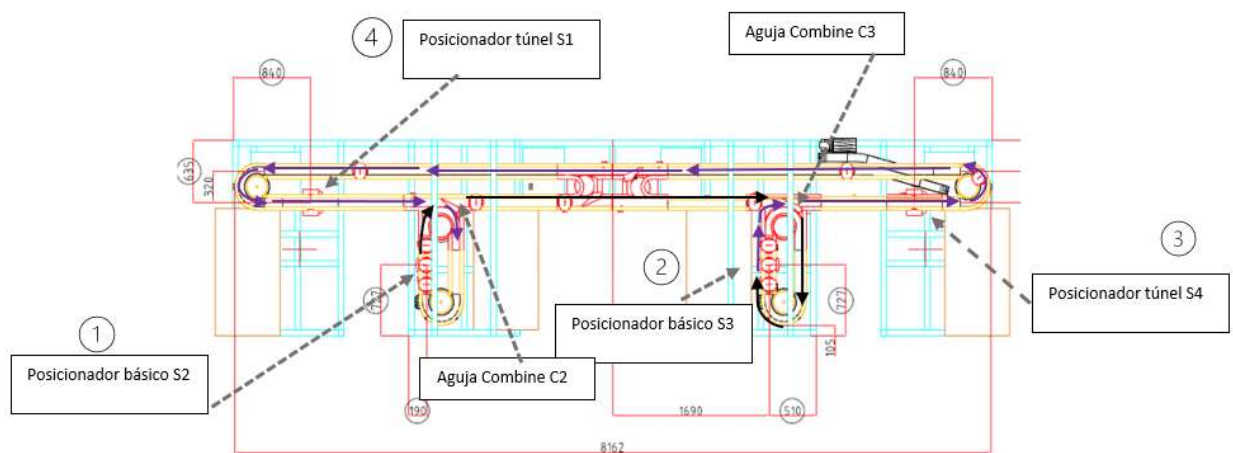 4
Posicionador túnel S1
Aguja Combine C3
840
840
635
320
3
2
Posicionador túnel S4
727
727
Posicionador básico S3
1
105
Posicionador básico S2
Aguja Combine C2
190
1690
510
8162